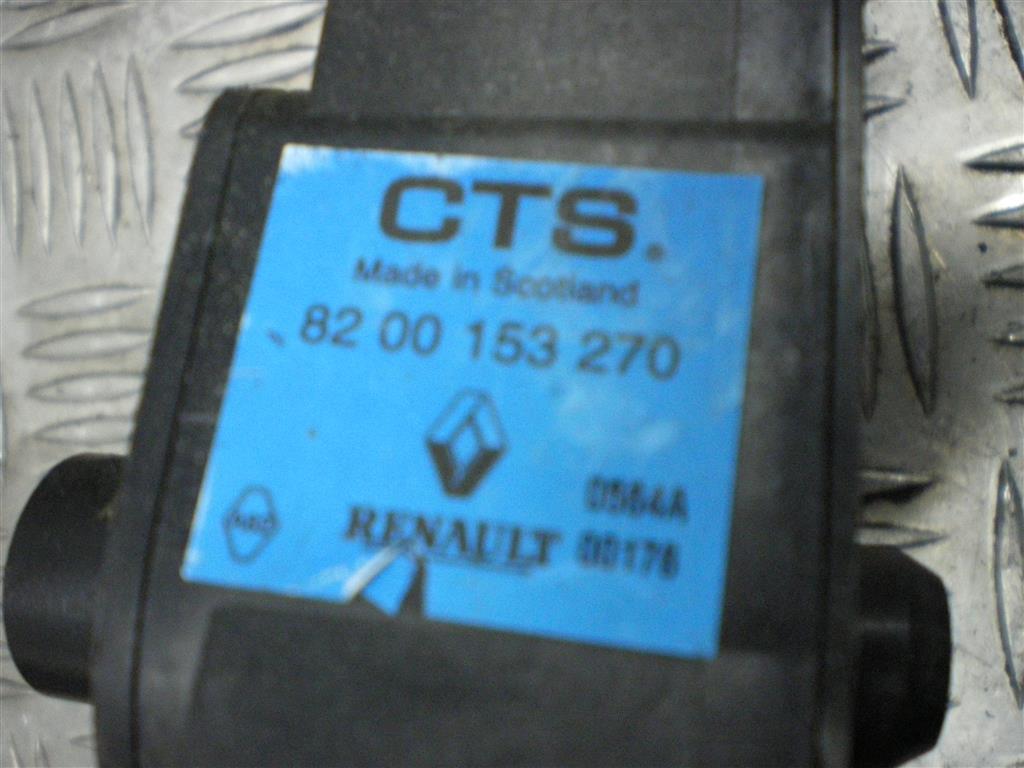 CTS.
Made in Scotland
82 00 153 270
0564A
RENAULT 00176